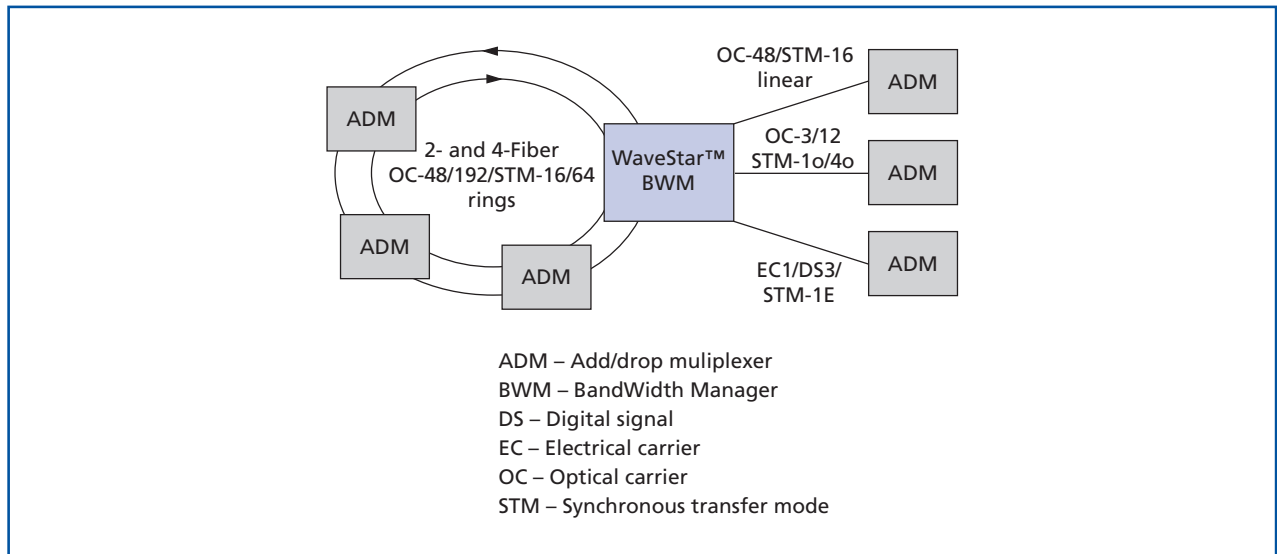 ADM
2- and 4-Fiber
OC-48/192/STM-16/64
rings
ADM
ADM
WaveStar™
BWM
OC-48/STM-16
linear
ADM
OC-3/12
STM-1o/4o
ADM
EC1/DS3/
STM-1E
ADM
ADM – Add/drop muliplexer
BWM – BandWidth Manager
DS – Digital signal
EC – Electrical carrier
OC – Optical carrier
STM – Synchronous transfer mode